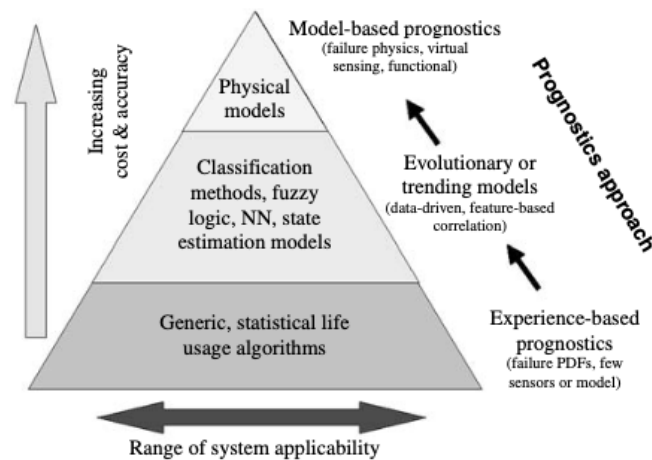 Model-based prognostics
(failure physics, virtual
sensing, functional)
Physical
models
Increasing
cost & accuracy
Prognostics approach
Classification
methods, fuzzy
logic, NN, state
estimation models
Evolutionary or
trending models
(data-driven, feature-based
correlation)
Generic, statistical life
usage algorithms
Experience-based
prognostics
(failure PDFs, few
sensors or model)
Range of system applicability